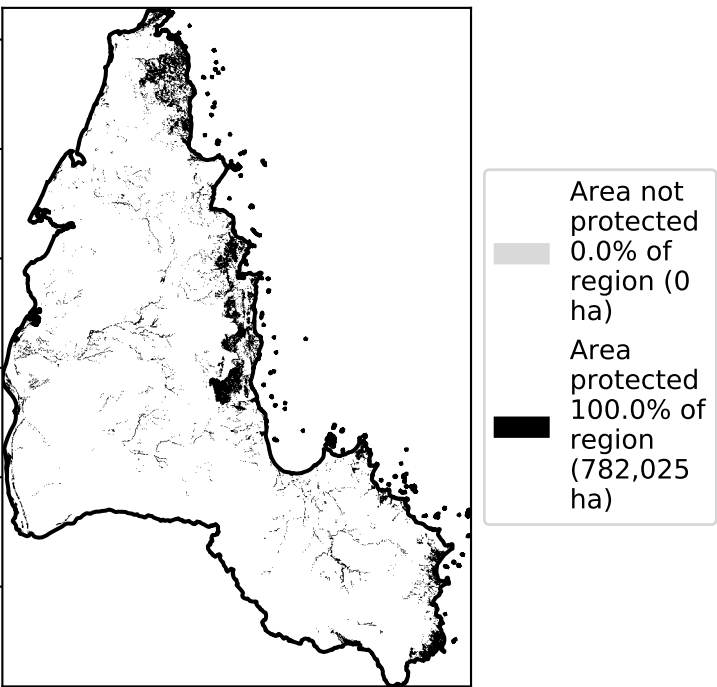 Area not
protected
0.0% of
region (0
ha)
Area
protected
100.0% of
region
(782,025
ha)